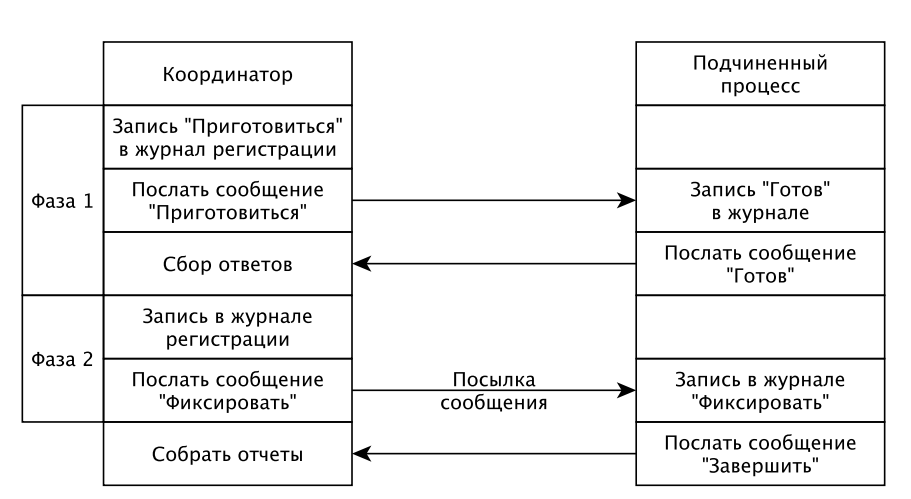 Координатор
Подчиненный
процесс
Фаза 1
Запись "Приготовиться"
в журнал регистрации
Послать сообщение
"Приготовиться"
Запись "Готов"
в журнале
Сбор ответов
Послать сообщение
"Готов"
Фаза 2
Запись в журнале
регистрации
Послать сообщение
"Фиксировать"
Посылка
сообщения
Запись в журнале
"Фиксировать"
Собрать отчеты
Послать сообщение
"Завершить"